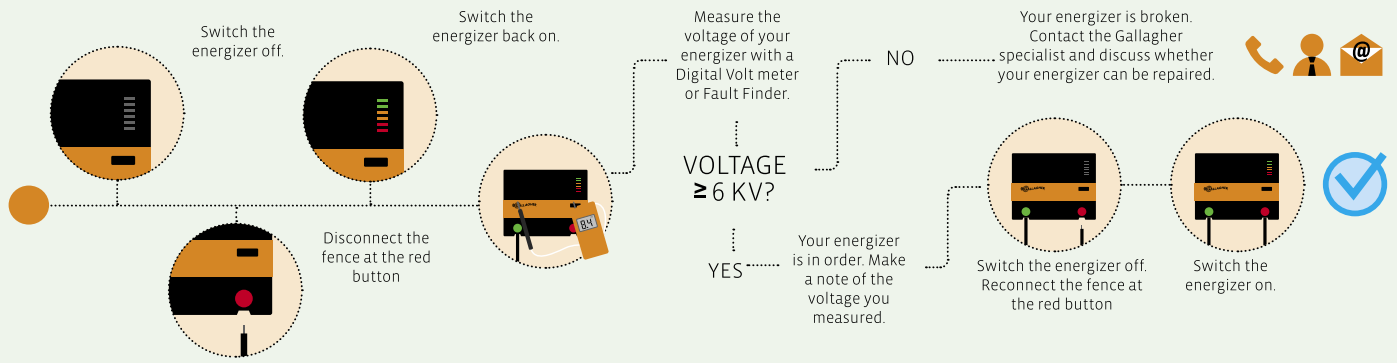 Switch the
energizer off.
Disconnect the
fence at the red
button
Switch the
energizer back on.
8.4
Measure the
voltage of your
energizer with a
Digital Volt meter
or Fault Finder.
VOLTAGE
≥ 6 KV?
NO
Your energizer is broken.
Contact the Gallagher
specialist and discuss whether
your energizer can be repaired.
@
YES
Your energizer
is in order. Make
a note of the
voltage you
measured.
GALLAGHER
Switch the energizer off.
Reconnect the fence at
the red button
GALLAGHER
Switch the
energizer on.